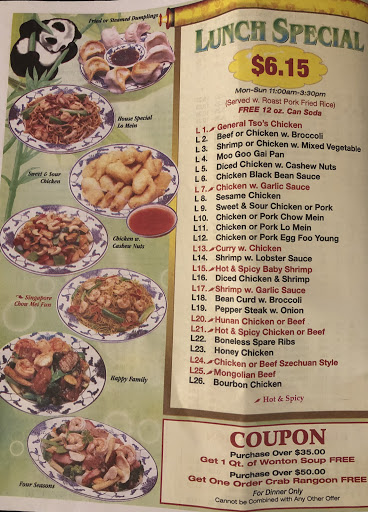 Fried or Steamed Dumplings
House Special
Lo Mein
Sweet & Sour
Chicken
Chicken w.
Cashew Nuts
Singapore
Chow Mei Fun
Happy Family
Four Seasons
LUNCH SPECIAL
$6.15
Mon-Sun 11:00am-3:30pm
(Served w. Roast Pork Fried Rice)
FREE 12 oz. Can Soda
L 1. General Tso's Chicken
L 2. Beef or Chicken w. Broccoli
L 3. Shrimp or Chicken w. Mixed Vegetable
L 4. Moo Goo Gai Pan
L 5. Diced Chicken w. Cashew Nuts
L 6. Chicken Black Bean Sauce
L 7. Chicken w. Garlic Sauce
L 8. Sesame Chicken
L 9. Sweet & Sour Chicken or Pork
L10. Chicken or Pork Chow Mein
L11. Chicken or Pork Lo Mein
L12. Chicken or Pork Egg Foo Young
L13. Curry w. Chicken
L14. Shrimp w. Lobster Sauce
L15. Hot & Spicy Baby Shrimp
L16. Diced Chicken & Shrimp
L17. Shrimp w. Garlic Sauce
L18. Bean Curd w. Broccoli
L19. Pepper Steak w. Onion
L20. Hunan Chicken or Beef
L21. Hot & Spicy Chicken or Beef
L22. Boneless Spare Ribs
L23. Honey Chicken
L24. Chicken or Beef Szechuan Style
L25. Mongolian Beef
L26. Bourbon Chicken
Hot & Spicy
COUPON
Purchase Over $35.00
Get 1 Qt. of Wonton Soup FREE
Purchase Over $50.00
Get One Order Crab Rangoon FREE
For Dinner Only
Cannot be Combined with Any Other Offer